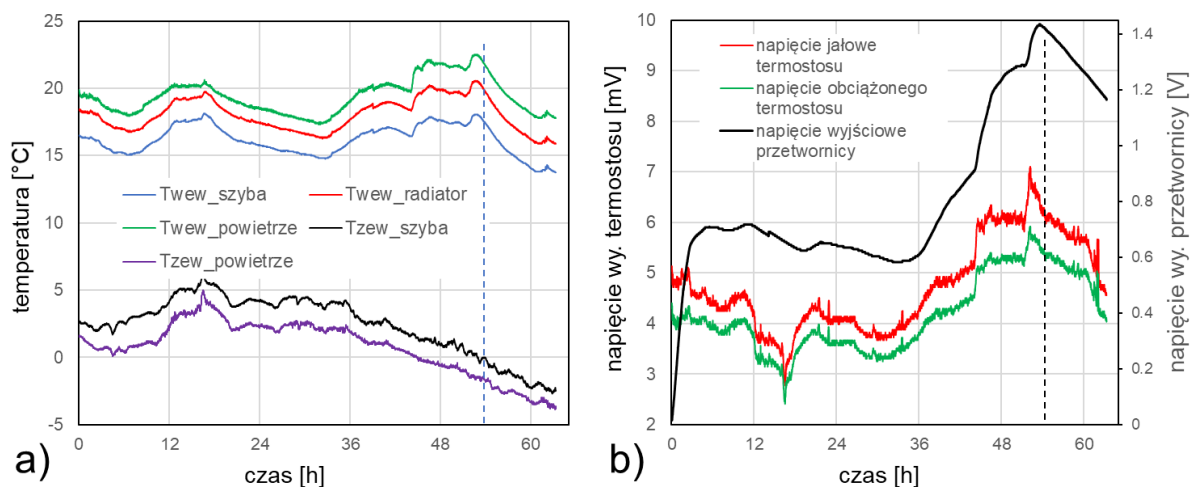 temperatura [°C]
25
20
15
10
5
0
-5
Twew_szyba
Twew_radiator
Twew_powietrze
Tzew_szyba
Tzew_powietrze
0
12
24
36
48
60
czas [h]
a)
napięcie wy. termostosu [mV]
10
9
8
7
6
5
4
3
2
napięcie jałowe
termostosu
napięcie obciążonego
termostosu
napięcie wyjściowe
przetwornicy
1.4
1.2
1
0.8
0.6
0.4
0.2
0
napięcie wy. przetwornicy [V]
0
12
24
36
48
60
czas [h]
b)